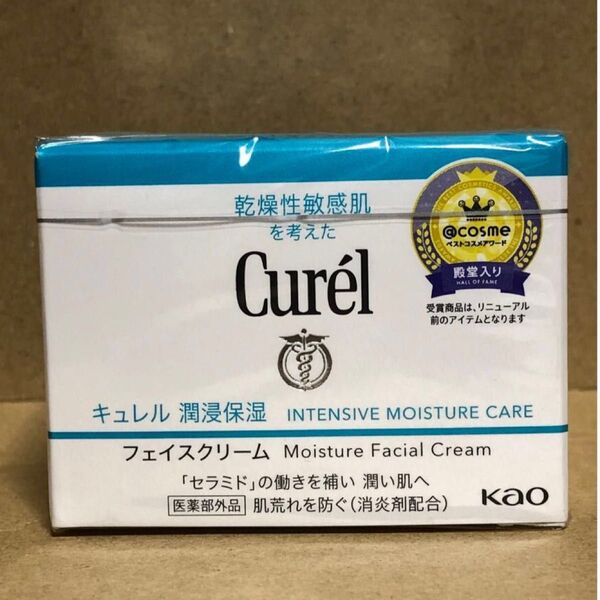 乾燥性敏感肌
を考えた
Curél
@cosme
ベストコスメアワード
殿堂入り
HALL OF FAME
受賞商品は、リニューアル
前のアイテムとなります
キュレル 潤浸保湿 INTENSIVE MOISTURE CARE
フェイスクリーム Moisture Facial Cream
「セラミド」の働きを補い 潤い肌へ
医薬部外品 肌荒れを防ぐ(消炎剤配合)
Kao